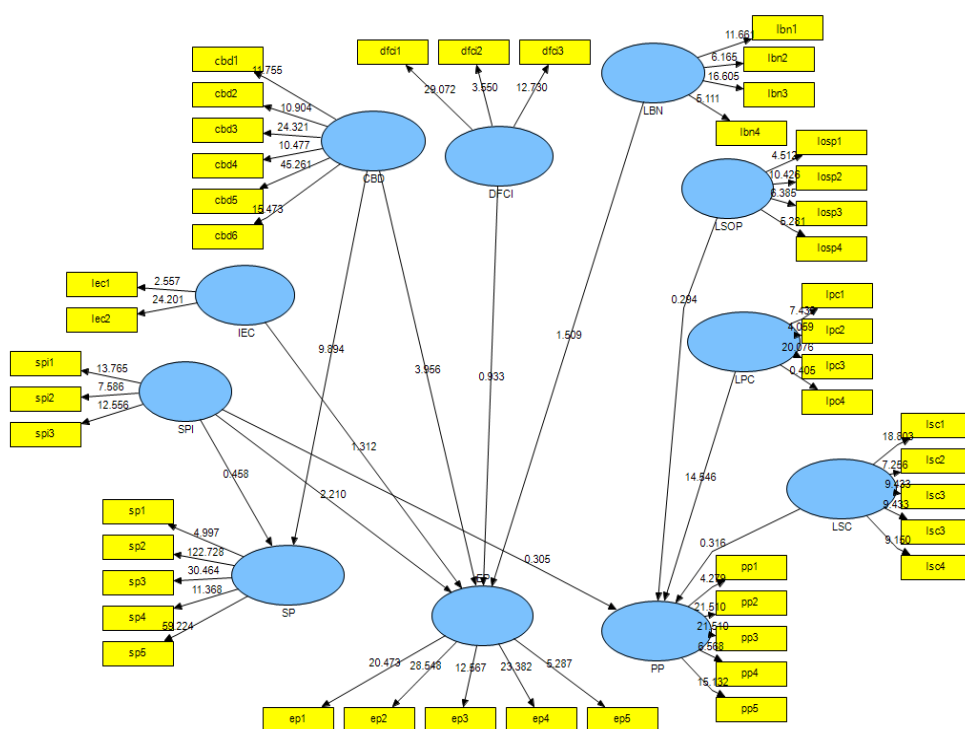 cbd1
cbd2
cbd3
cbd4
cbd5
cbd6
11.755
10.904
24.321
10.477
45.261
15.473
CBD
dfci1
dfci2
dfci3
29.072
3.550
12.730
DFCI
lbn1
lbn2
lbn3
lbn4
11.661
6.165
16.605
5.111
LBN
losp1
losp2
losp3
losp4
4.513
10.426
6.385
5.281
LSOP
Iec1
Iec2
2.557
24.201
IEC
lpc1
lpc2
lpc3
lpc4
4.059
20.076
0.405
LPC
spi1
spi2
spi3
13.765
7.586
12.556
SPI
lsc1
lsc2
lsc3
lsc3
lsc4
18.803
7.256
9.433
9.433
9.150
LSC
9.894
3.956
0.933
1.509
0.294
14.546
0.316
0.458
2.210
1.312
0.305
sp1
sp2
sp3
sp4
sp5
4.997
122.728
30.464
11.368
59.224
SP
20.473
28.548
12.567
23.382
5.287
ep1
ep2
ep3
ep4
ep5
pp1
pp2
pp3
pp4
pp5
4.279
21.510
21.510
6.568
15.132
PP